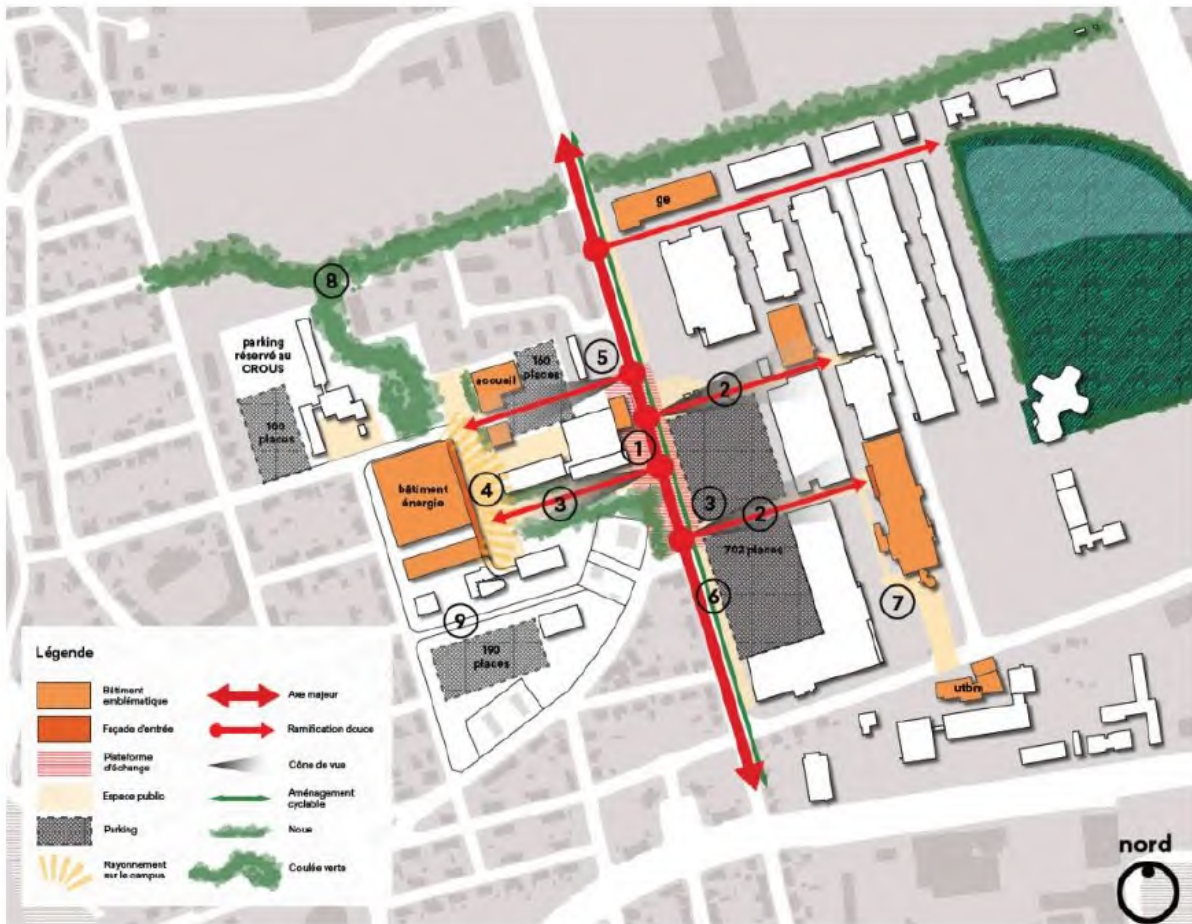 ge
8
parking
réservé au
CROUS
5
160
places
accueil
2
100
places
1
bâtiment
énergie
4
3
3
2
702 places
6
7
9
190
places
utbm
Légende
Bâtiment
emblématique
Façade d'entrée
Plateforme
d'échange
Espace public
Parking
Rayonnement
sur le campus
Axe majeur
Ramification douce
Cône de vue
Aménagement
cyclable
Noue
Coulée verte
nord